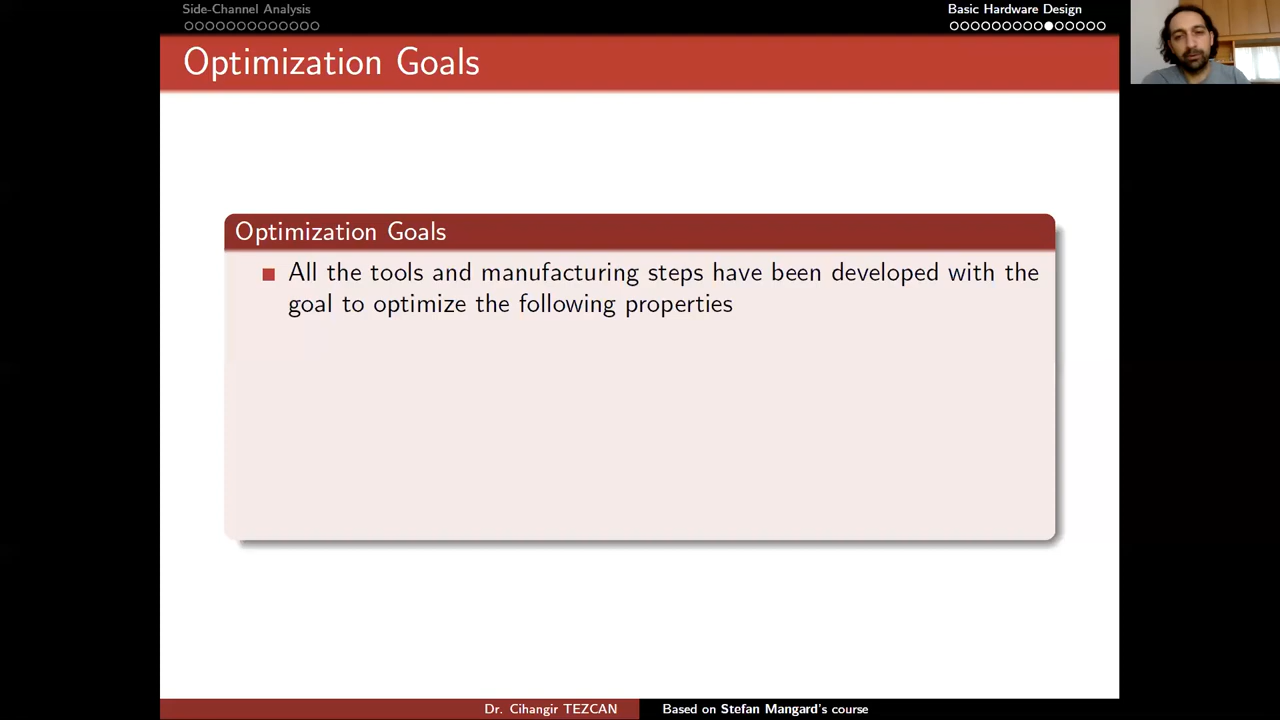 Side-Channel Analysis
Basic Hardware Design
Optimization Goals
Optimization Goals
All the tools and manufacturing steps have been developed with the
goal to optimize the following properties
Dr. Cihangir TEZCAN
Based on Stefan Mangard's course